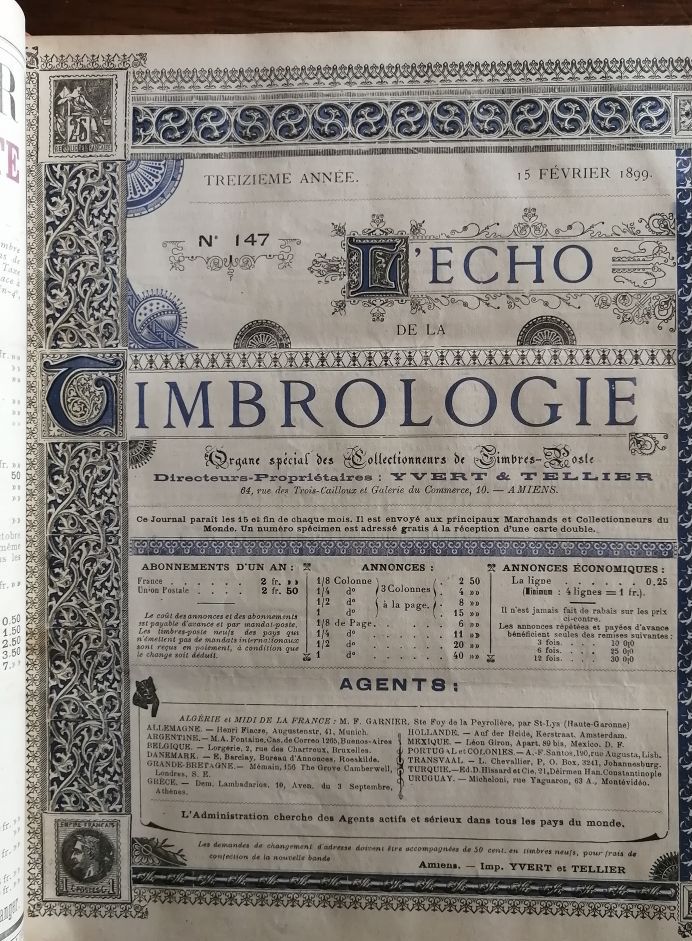 TREIZIEME ANNÉE.
15 FÉVRIER 1899.
N° 147
L'ECHO
DE LA
TIMBROLOGIE
Organe spécial des Collectionneurs de Timbres-Poste
Directeurs-Propriétaires : YVERT & TELLIER
64, rue des Trois-Cailloux et Galerie du Commerce, 10. — AMIENS.
Ce Journal paraît les 15 et fin de chaque mois. Il est envoyé aux principaux Marchands et Collectionneurs du
Monde. Un numéro spécimen est adressé gratis à la réception d'une carte double.
ABONNEMENTS D'UN AN :
France . . . . . 2 fr. »»
Union Postale . . . . 2 fr. 50
Le coût des annonces et des abonnements
est payable d'avance et par mandat-poste.
Les timbres-poste neufs des pays qui
n'émettent pas de mandats internationaux
sont reçus en paiement, à condition que
le change soit déduit.
ANNONCES :
1/8 Colonne . . . 2 50
1/4 d° . . . 4 »»
1/2 d° . . . 8 »»
1 d° . . . 15 »»
(3 Colonnes
à la page.)
1/8 de Page. . . . 6 »»
1/4 d° . . . . 11 »»
1/2 d° . . . . 20 »»
1 d° . . . . 40 »»
ANNONCES ÉCONOMIQUES :
La ligne . . . . . . 0,25
(Minimum : 4 lignes = 1 fr.).
Il n'est jamais fait de rabais sur les prix
ci-contre.
Les annonces répétées et payées d'avance
bénéficient seules des remises suivantes :
3 fois. . . . 10 0/0
6 fois. . . . 25 0/0
12 fois. . . . 30 0/0
AGENTS :
ALGÉRIE et MIDI DE LA FRANCE : M. F. GARNIER, Ste Foy de la Peyrolière, par St-Lys (Haute-Garonne)
ALLEMAGNE. — Henri Fiacre, Augustenstr, 41, Munich.
ARGENTINE. — M.A. Fontaine, Cas. de Correo 1265, Buenos-Aires
BELGIQUE. — Lorgerie, 2, rue des Chartreux, Bruxelles.
DANEMARK. — E. Barclay, Bureau d'Annonces, Roeskilde.
GRANDE-BRETAGNE. — Mémain, 156 The Grove Camberwell,
Londres, S. E.
GRÈCE. — Dem. Lambadarios, 10, Aven. du 3 Septembre,
Athènes.
HOLLANDE. — Auf der Heide, Kerstraat, Amsterdam.
MEXIQUE. — Léon Giron, Apart. 89 bis, Mexico. D. F.
PORTUGAL et COLONIES. — A.-F. Santos, 190, rue Augusta, Lisb.
TRANSVAAL — L. Chevallier, P. O. Box, 3241, Johannesburg.
TURQUIE. — Ed. D. Hissard et Cie, 21, Déirmen Han, Constantinople
URUGUAY. — Micheloni, rue Yaguaron, 63 A., Montévidéo.
L'Administration cherche des Agents actifs et sérieux dans tous les pays du monde.
Les demandes de changement d'adresse doivent être accompagnées de 50 cent. en timbres neufs, pour frais de
confection de la nouvelle bande
Amiens. — Imp. YVERT et TELLIER
EMPIRE FRANCAIS